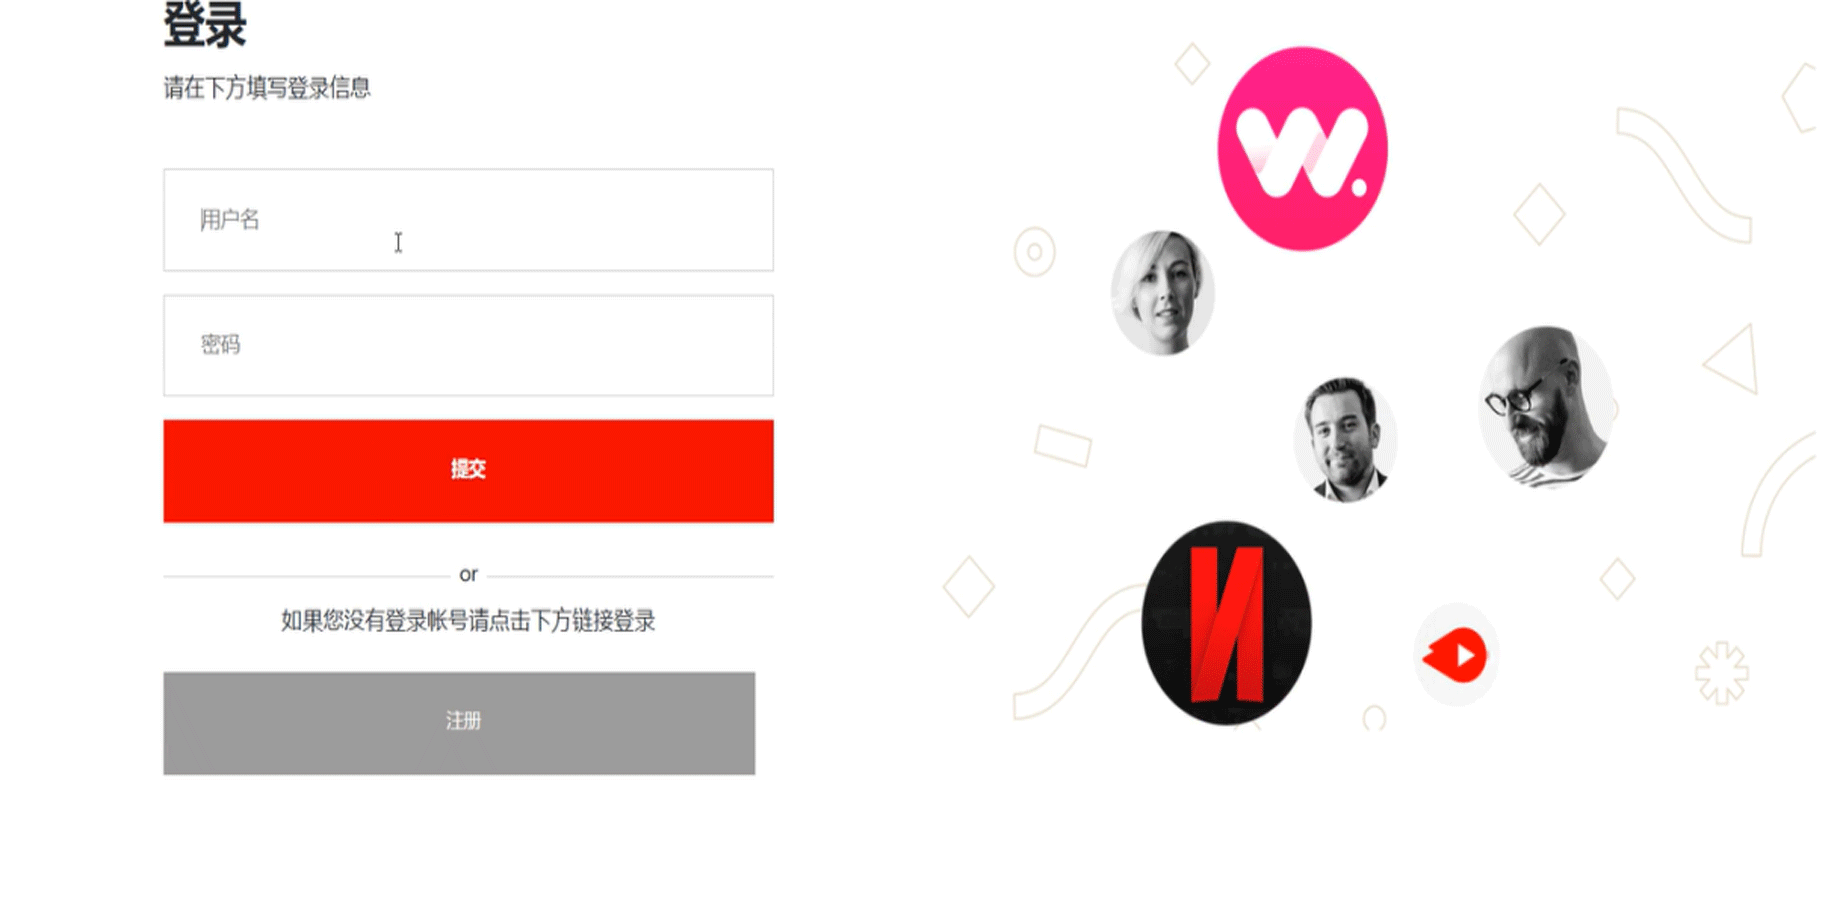 登录
请在下方填写登录信息
用户名
密码
提交
or
如果您没有登录帐号请点击下方链接登录
注册
W.